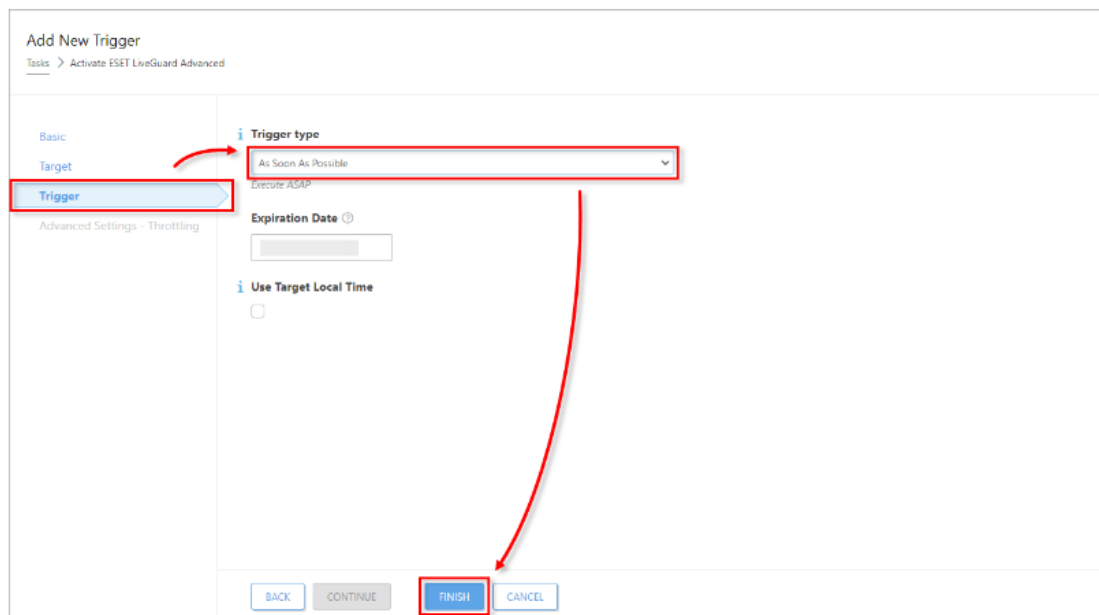 Add New Trigger
Tasks > Activate ESET LiveGuard Advanced
Basic
Target
Trigger
Advanced Settings - Throttling
Trigger type
As Soon As Possible
Execute ASAP
Expiration Date
Use Target Local Time
BACK CONTINUE FINISH CANCEL